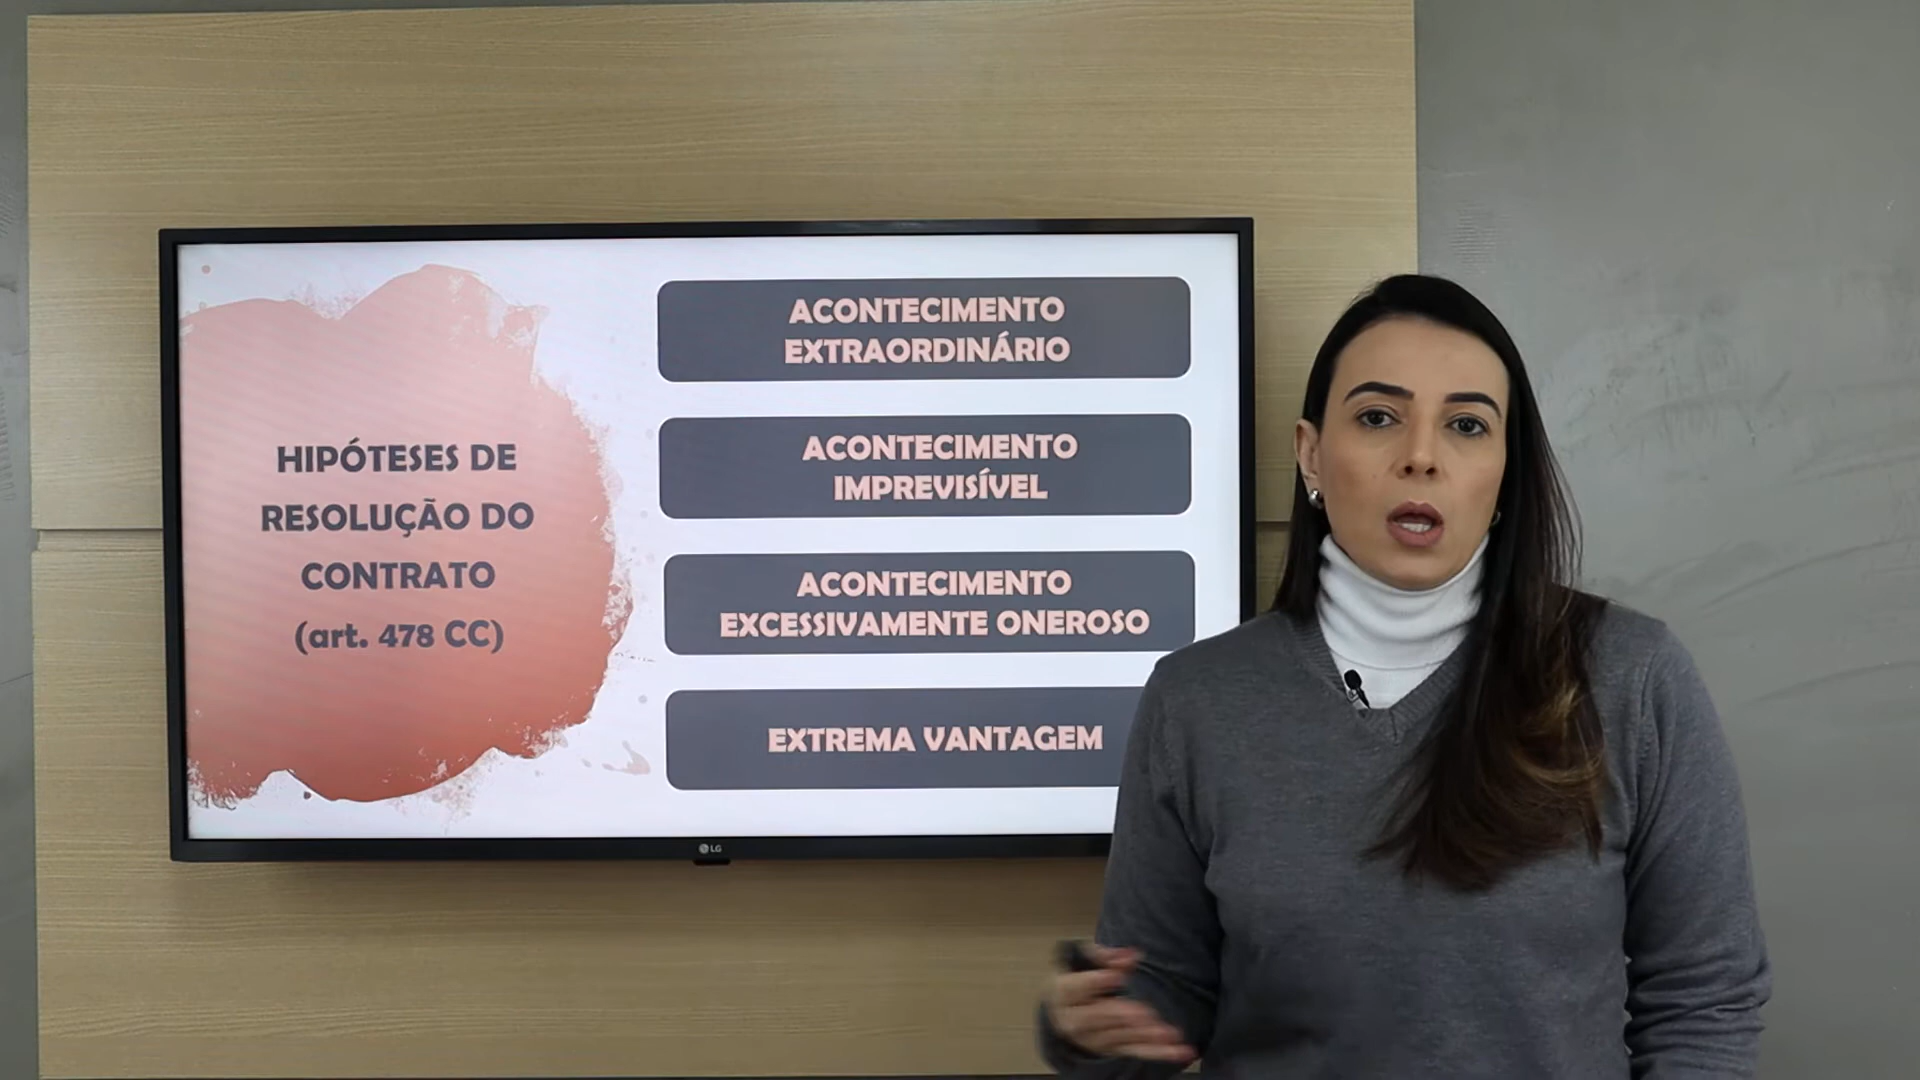 HIPÓTESES DE
RESOLUÇÃO DO
CONTRATO
(art. 478 CC)
ACONTECIMENTO
EXTRAORDINÁRIO
ACONTECIMENTO
IMPREVISÍVEL
ACONTECIMENTO
EXCESSIVAMENTE ONEROSO
EXTREMA VANTAGEM
LG